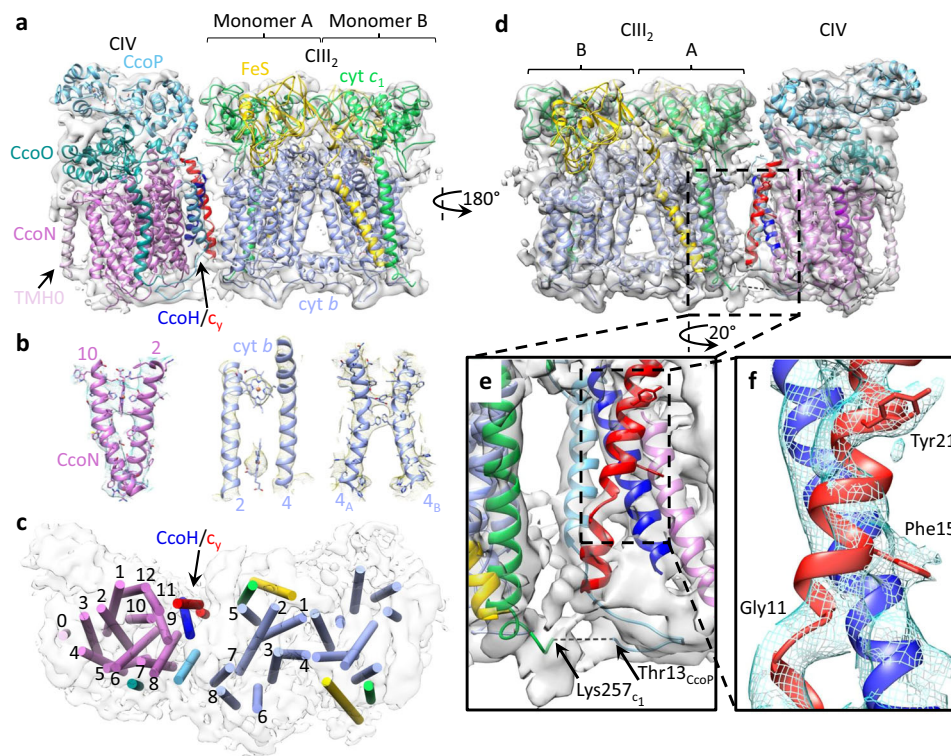 a
Monomer A Monomer B
CIV
CIII2
CcoP
FeS
cyt c1
CcoO
CcoN
TMH0
cyt b
CcoH/cy
180°
d
CIII2
CIV
B
A
20°
b
10
2
cyt b
CcoN
2
4
4A
4B
c
CcoH/cy
1
12
11
2
3
10
9
0
4
5
6
7
8
5
2
1
3
7
4
8
6
e
Lys257c1
Thr13CcoP
f
Tyr21
Phe15
Gly11